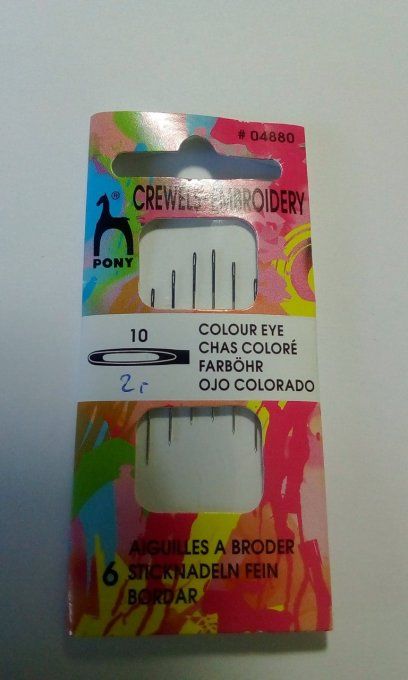 # 04880
CREWELS-EMBROIDERY
®
PONY
10
2,-
COLOUR EYE
CHAS COLORÉ
FARBÖHR
OJO COLORADO
6
AIGUILLES A BRODER
STICKNADELN FEIN
BORDAR